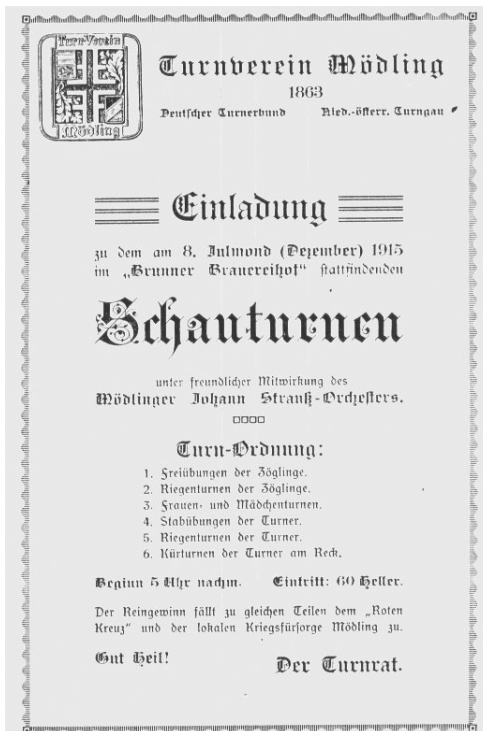 Turn-Verein
Mödling
Turnverein Mödling
1863
Deutscher Turnerbund Nied.-österr. Turngau
Einladung
zu dem am 8. Julmond (Dezember) 1915
im „Brunner Brauereihof“ stattfindenden
Schauturnen
unter freundlicher Mitwirkung des
Mödlinger Johann Strauß-Orchesters.
Turn-Ordnung:
1. Freiübungen der Zöglinge.
2. Riegenturnen der Zöglinge.
3. Frauen- und Mädchenturnen.
4. Stabübungen der Turner.
5. Riegenturnen der Turner.
6. Kürturnen der Turner am Reck.
Beginn 5 Uhr nachm. Eintritt: 60 Heller.
Der Reingewinn fällt zu gleichen Teilen dem „Roten
Kreuz“ und der lokalen Kriegsfürsorge Mödling zu.
Gut Heil!
Der Turnrat.